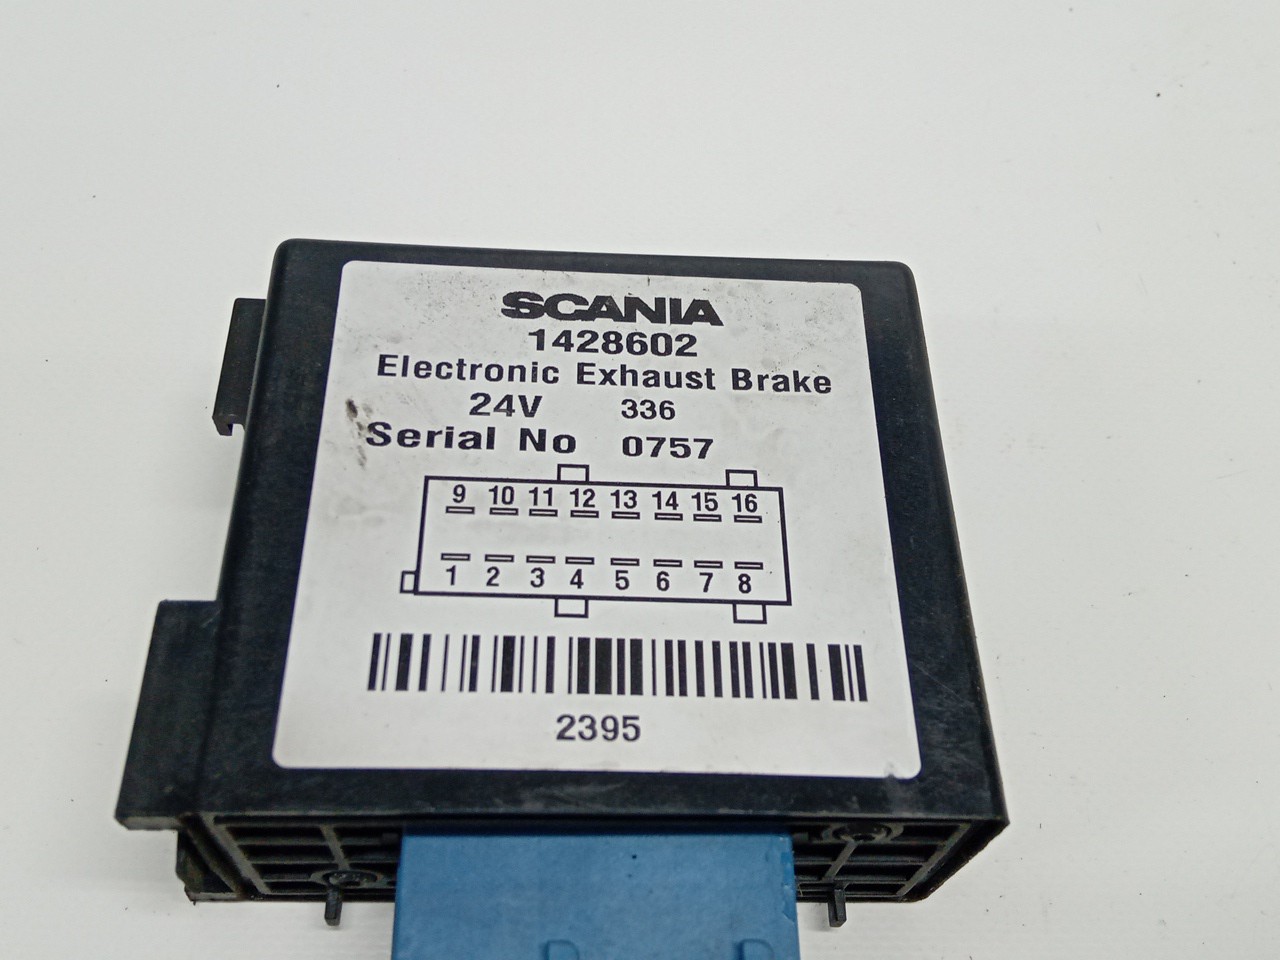 SCANIA
1428602
Electronic Exhaust Brake
24V 336
Serial No 0757
9 10 11 12 13 14 15 16
1 2 3 4 5 6 7 8
2395